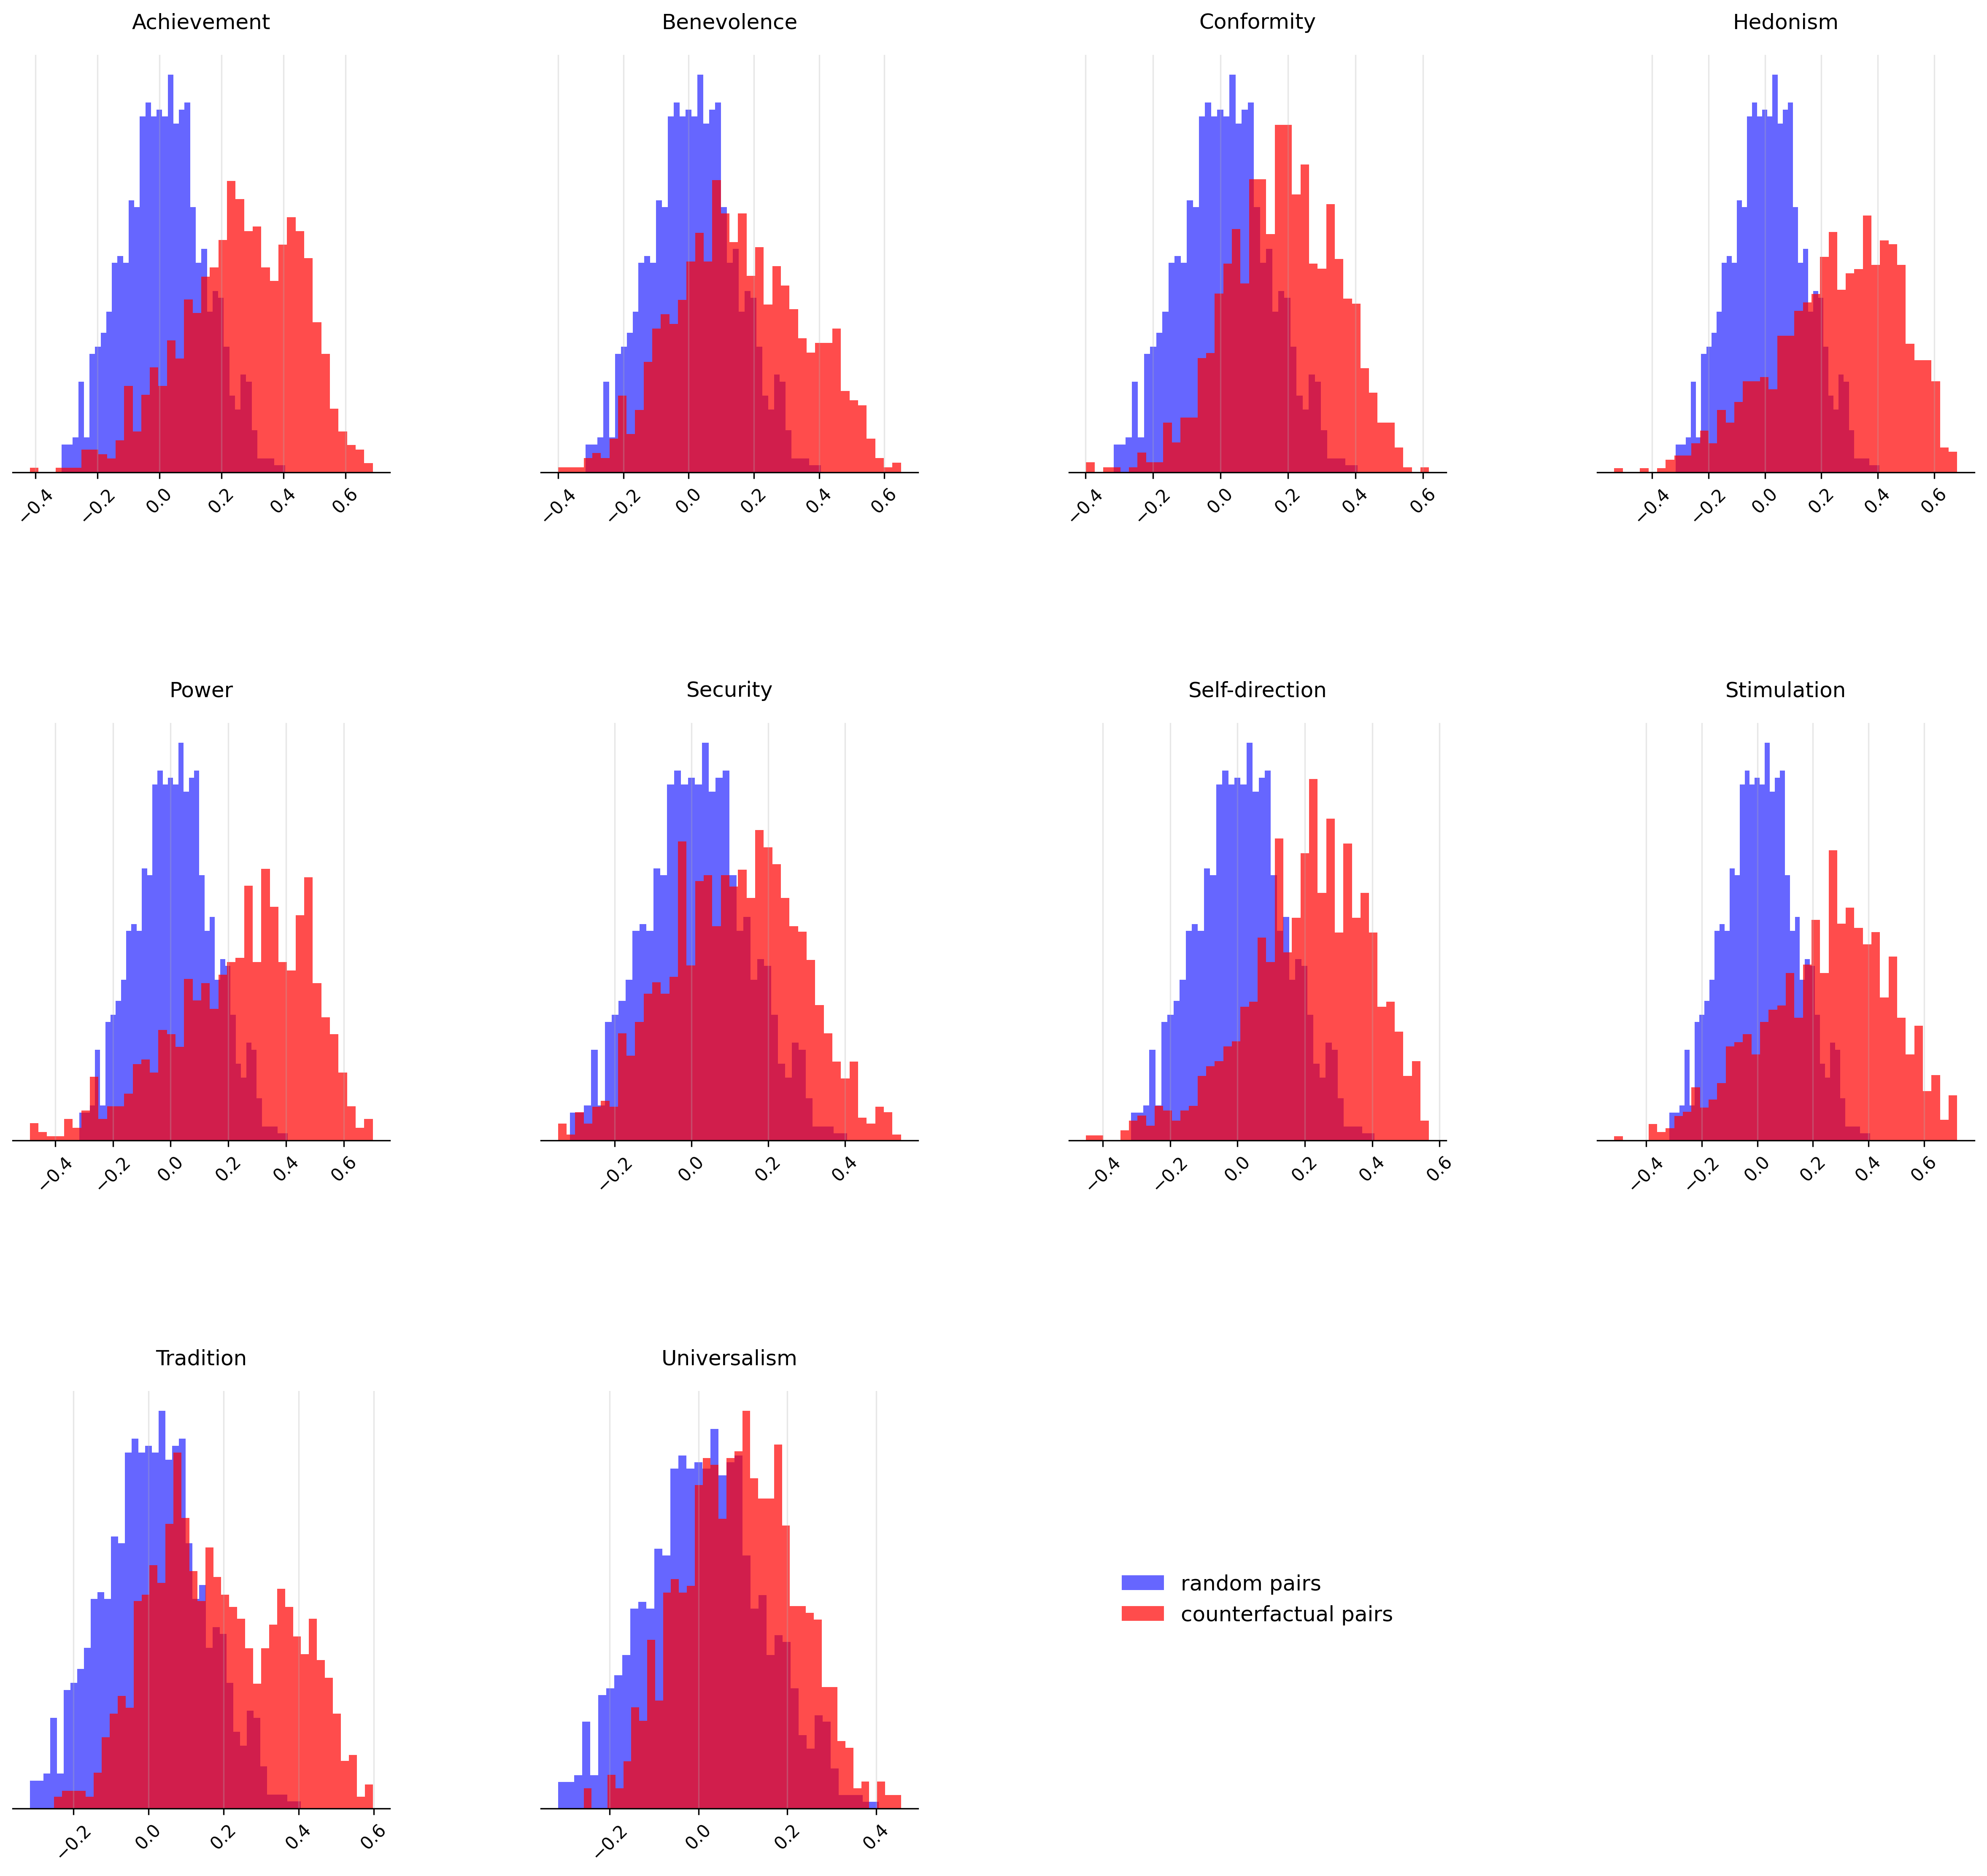 Achievement Benevolence Conformity Hedonism
−0.4 −0.2 0.0 0.2 0.4 0.6 −0.4 −0.2 0.0 0.2 0.4 0.6 −0.4 −0.2 0.0 0.2 0.4 0.6 −0.4 −0.2 0.0 0.2 0.4 0.6
Power Security Self-direction Stimulation
−0.4 −0.2 0.0 0.2 0.4 0.6 −0.2 0.0 0.2 0.4 −0.4 −0.2 0.0 0.2 0.4 0.6 −0.4 −0.2 0.0 0.2 0.4 0.6
Tradition Universalism
random pairs
counterfactual pairs
−0.2 0.0 0.2 0.4 0.6 −0.2 0.0 0.2 0.4